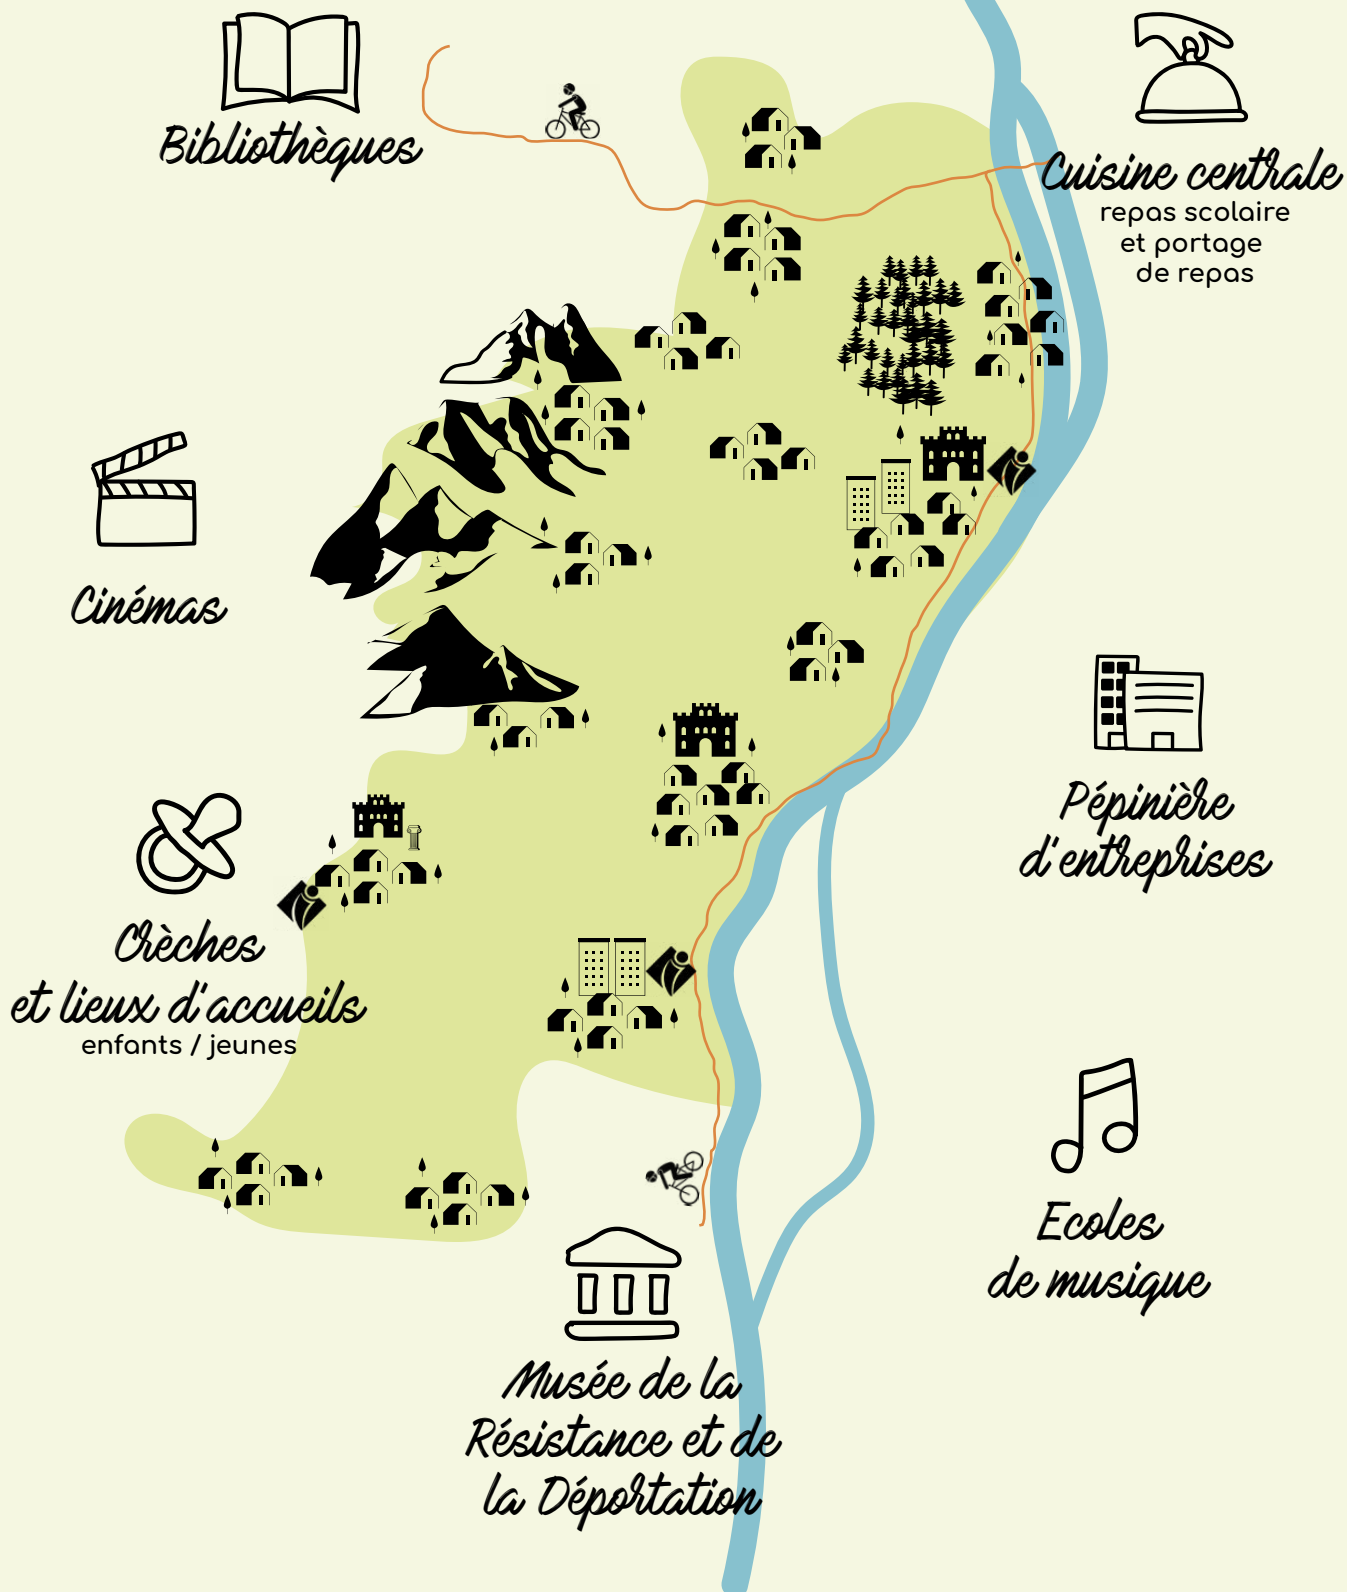 Bibliothèques
Cuisine centrale
repas scolaire
et portage
de repas
Cinémas
Pépinière
d'entreprises
Crèches
et lieux d'accueils
enfants / jeunes
Ecoles
de musique
Musée de la
Résistance et de
la Déportation